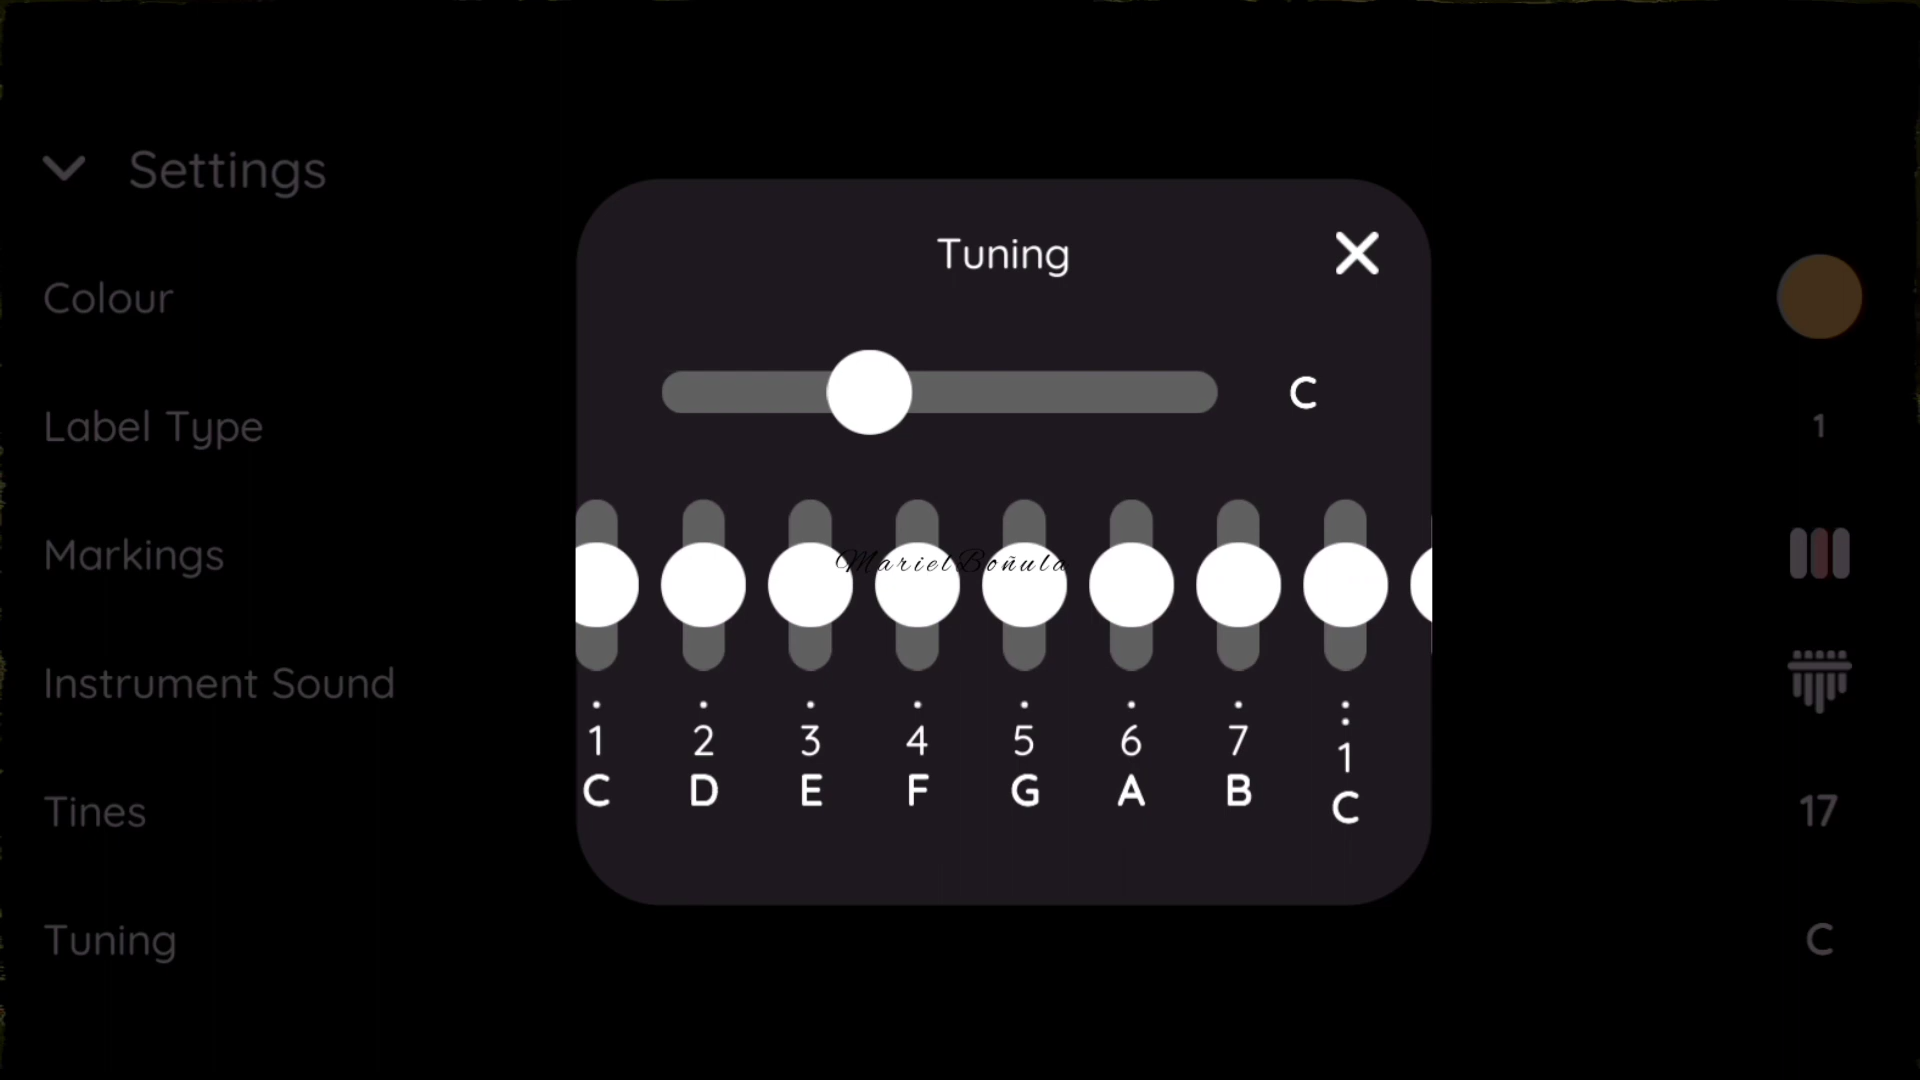 Settings
Colour
Label Type
1
Markings
Instrument Sound
Tines
17
Tuning
C
Tuning
C
MarielBoñula
1 2 3 4 5 6 7 1
C D E F G A B C